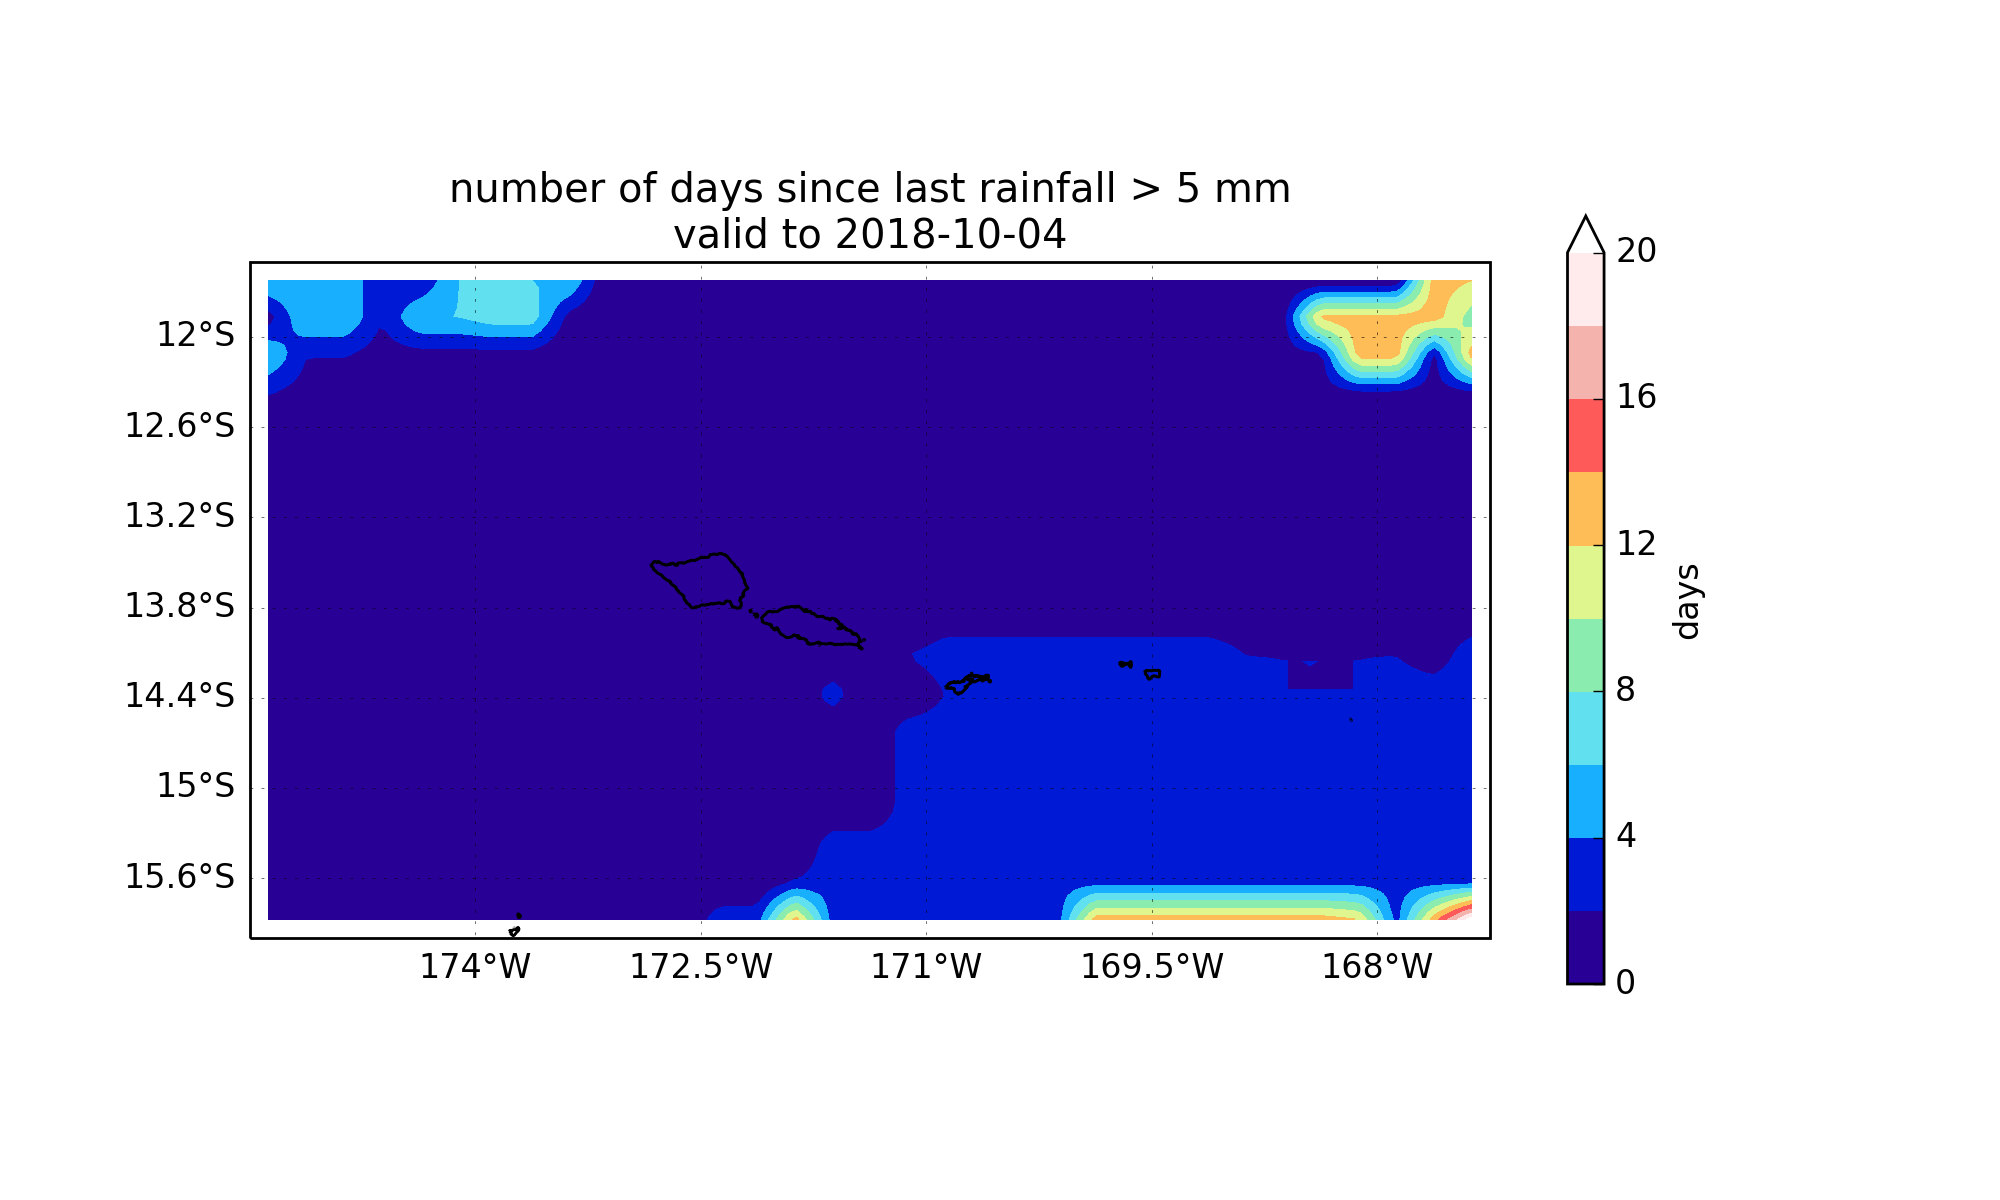 number of days since last rainfall > 5 mm
valid to 2018-10-04
12°S
12.6°S
13.2°S
13.8°S
14.4°S
15°S
15.6°S
174°W
172.5°W
171°W
169.5°W
168°W
20
16
12
8
4
0
days